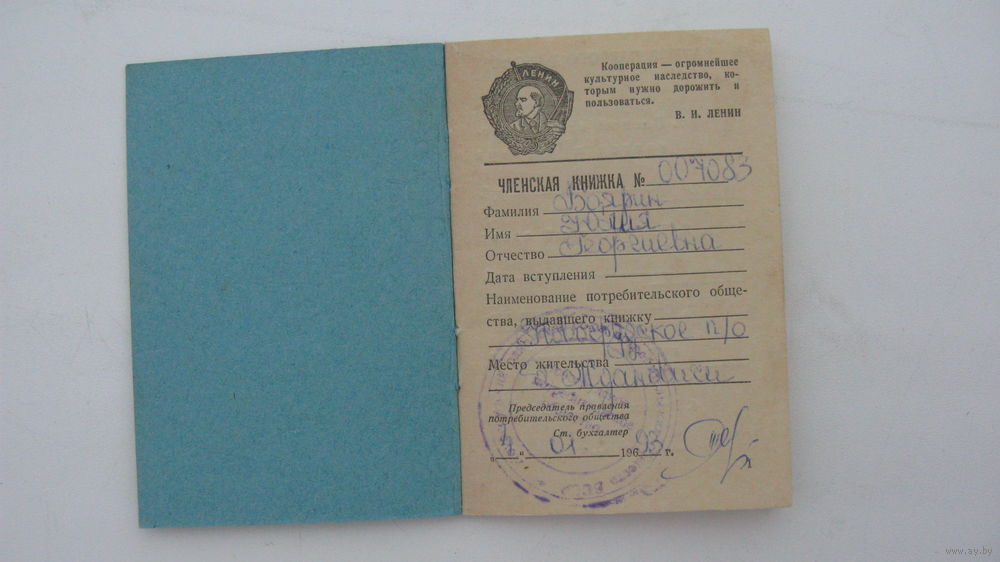 ЛЕНИН
Кооперация — огромнейшее
культурное наследство, ко-
торым нужно дорожить и
пользоваться.
В. И. ЛЕНИН
ЧЛЕНСКАЯ КНИЖКА № 007083
Фамилия Боярин
Имя Юлия
Отчество Георгиевна
Дата вступления
Наименование потребительского обще-
ства, выдавшего книжку
п/о
Место жительства
Председатель правления
потребительского общества
Ст. бухгалтер
„ “ 01. 196 93 г.
www.ay.by